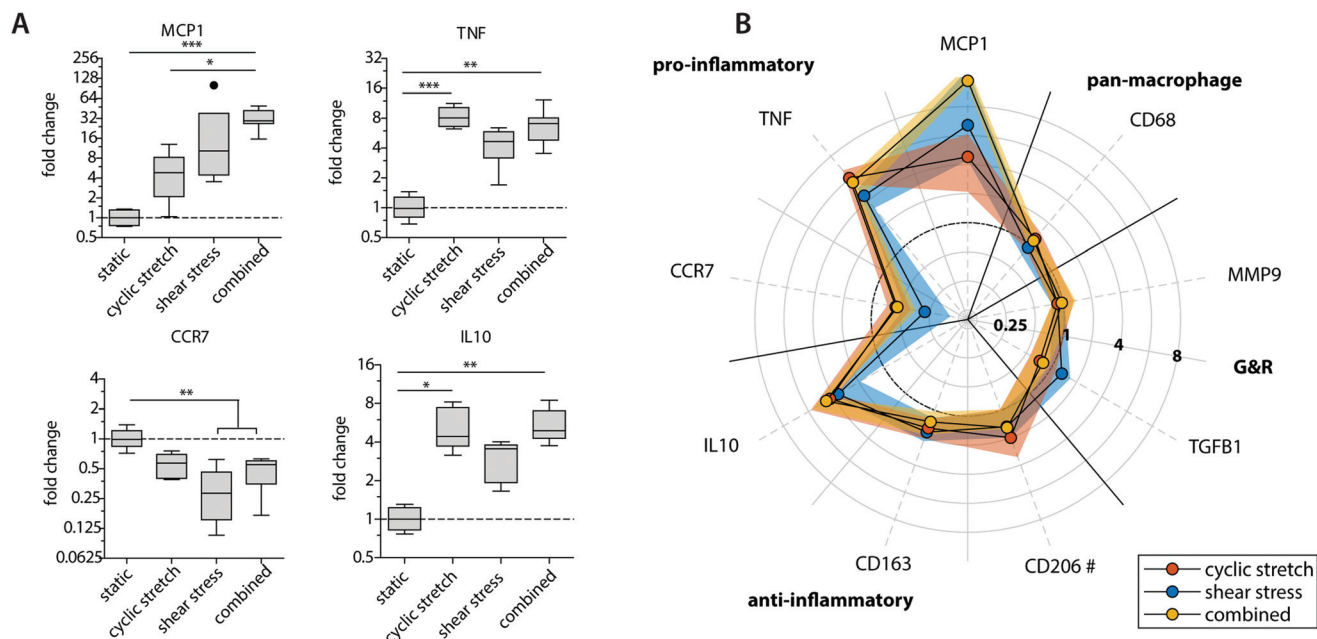 A
MCP1
***
*
fold change
256
128
64
32
16
8
4
2
1
0.5
static
cyclic stretch
shear stress
combined
TNF
**
***
fold change
32
16
8
4
2
1
0.5
static
cyclic stretch
shear stress
combined
CCR7
**
fold change
4
2
1
0.5
0.25
0.125
0.0625
static
cyclic stretch
shear stress
combined
IL10
**
*
fold change
16
8
4
2
1
0.5
static
cyclic stretch
shear stress
combined
B
MCP1
pro-inflammatory
pan-macrophage
TNF
CD68
CCR7
MMP9
0.25
1
4
8
G&R
IL10
TGFB1
CD163
CD206 #
anti-inflammatory
cyclic stretch
shear stress
combined